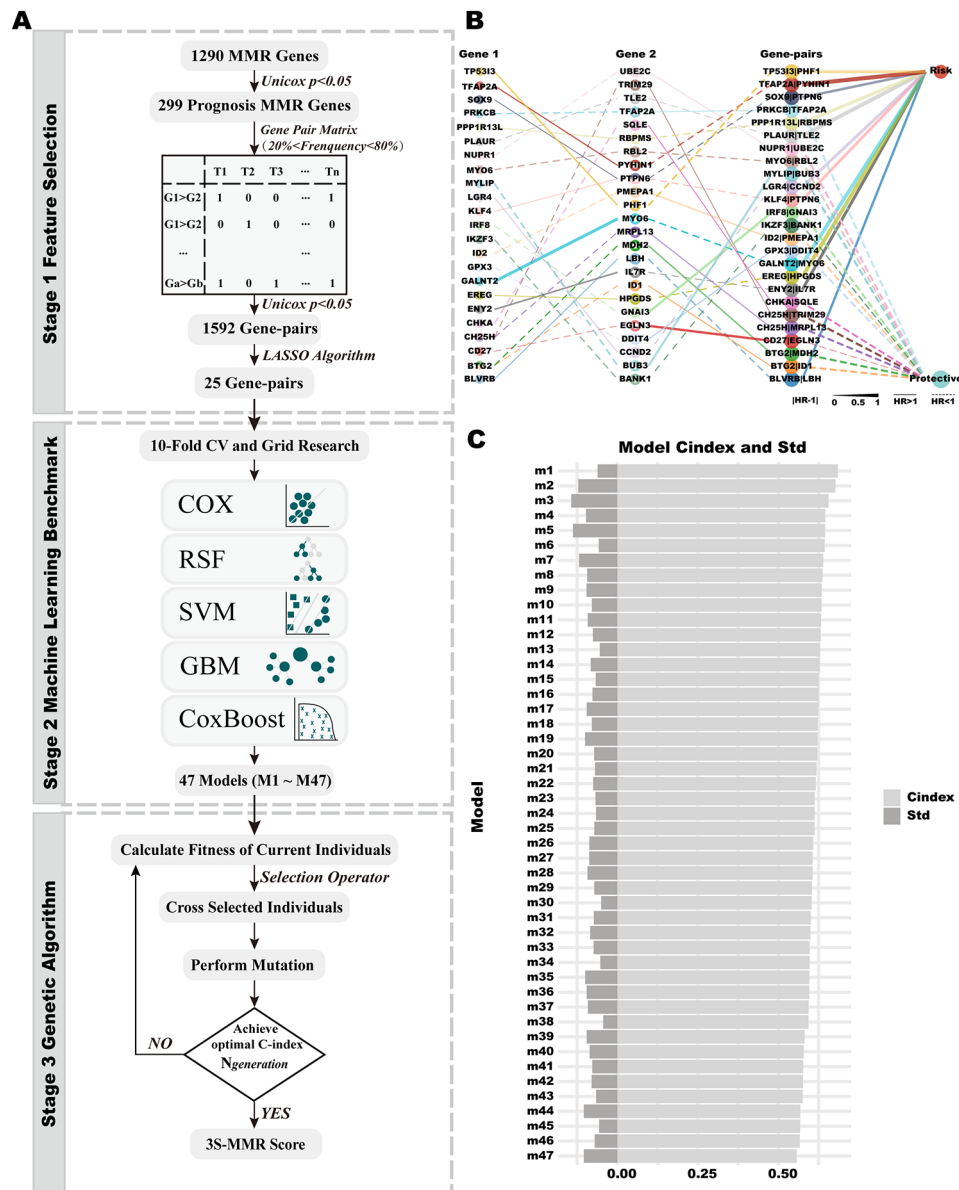 A
Stage 1 Feature Selection
1290 MMR Genes
Unicox p<0.05
299 Prognosis MMR Genes
Gene Pair Matrix
(20%<Frenquency<80%)
T1 T2 T3 ... Tn
G1>G2 1 0 0 ... 1
G1>G2 0 1 0 ... 0
... ...
Ga>Gb 1 0 1 ... 1
Unicox p<0.05
1592 Gene-pairs
LASSO Algorithm
25 Gene-pairs
Stage 2 Machine Learning Benchmark
10-Fold CV and Grid Research
COX
RSF
SVM
GBM
CoxBoost
47 Models (M1 ~ M47)
Stage 3 Genetic Algorithm
Calculate Fitness of Current Individuals
Selection Operator
Cross Selected Individuals
Perform Mutation
Achieve
optimal C-index
Ngeneration
NO
YES
3S-MMR Score
B
Gene 1
TP53I3
TFAP2A
SOX9
PRKCB
PPP1R13L
PLAUR
NUPR1
MYO6
MYLIP
LGR4
KLF4
IRF8
IKZF3
ID2
GPX3
GALNT2
EREG
ENY2
CHKA
CH25H
CD27
BTG2
BLVRB
Gene 2
UBE2C
TRIM29
TLE2
TFAP2A
SQLE
RBPMS
RBL2
PYHIN1
PTPN6
PMEPA1
PHF1
MYO6
MRPL13
MDH2
LBH
IL7R
ID1
HPGDS
GNAI3
EGLN3
DDIT4
CCND2
BUB3
BANK1
Gene-pairs
TP53I3|PHF1
TFAP2A|PYHIN1
SOX9|PTPN6
PRKCB|TFAP2A
PPP1R13L|RBPMS
PLAUR|TLE2
NUPR1|UBE2C
MYO6|RBL2
MYLIP|BUB3
LGR4|CCND2
KLF4|PTPN6
IRF8|GNAI3
IKZF3|BANK1
ID2|PMEPA1
GPX3|DDIT4
GALNT2|MYO6
EREG|HPGDS
ENY2|IL7R
CHKA|SQLE
CH25H|TRIM29
CH25H|MRPL13
CD27|EGLN3
BTG2|MDH2
BTG2|ID1
BLVRB|LBH
Risk
Protective
|HR-1| 0 0.5 1 HR>1 HR<1
C
Model Cindex and Std
Model
m1
m2
m3
m4
m5
m6
m7
m8
m9
m10
m11
m12
m13
m14
m15
m16
m17
m18
m19
m20
m21
m22
m23
m24
m25
m26
m27
m28
m29
m30
m31
m32
m33
m34
m35
m36
m37
m38
m39
m40
m41
m42
m43
m44
m45
m46
m47
0.00 0.25 0.50
Cindex
Std